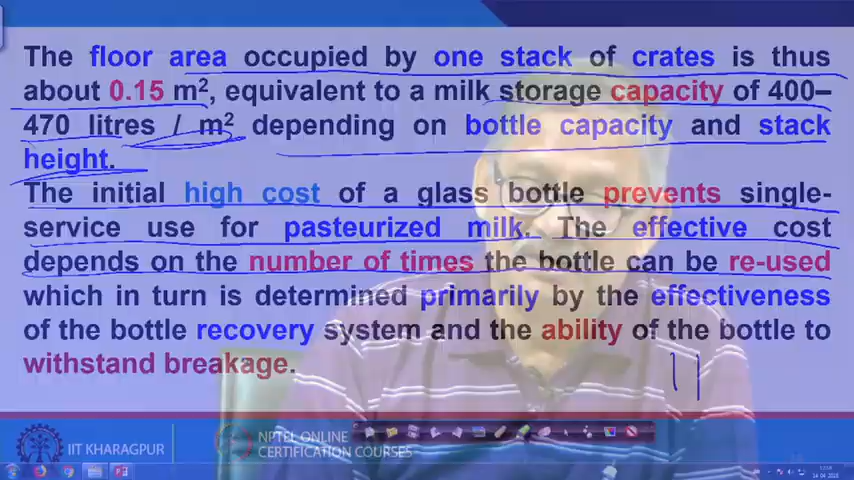 The floor area occupied by one stack of crates is thus
about 0.15 m², equivalent to a milk storage capacity of 400–
470 litres / m² depending on bottle capacity and stack
height.
The initial high cost of a glass bottle prevents single-
service use for pasteurized milk. The effective cost
depends on the number of times the bottle can be re-used
which in turn is determined primarily by the effectiveness
of the bottle recovery system and the ability of the bottle to
withstand breakage.
IIT KHARAGPUR
NPTEL ONLINE
CERTIFICATION COURSES